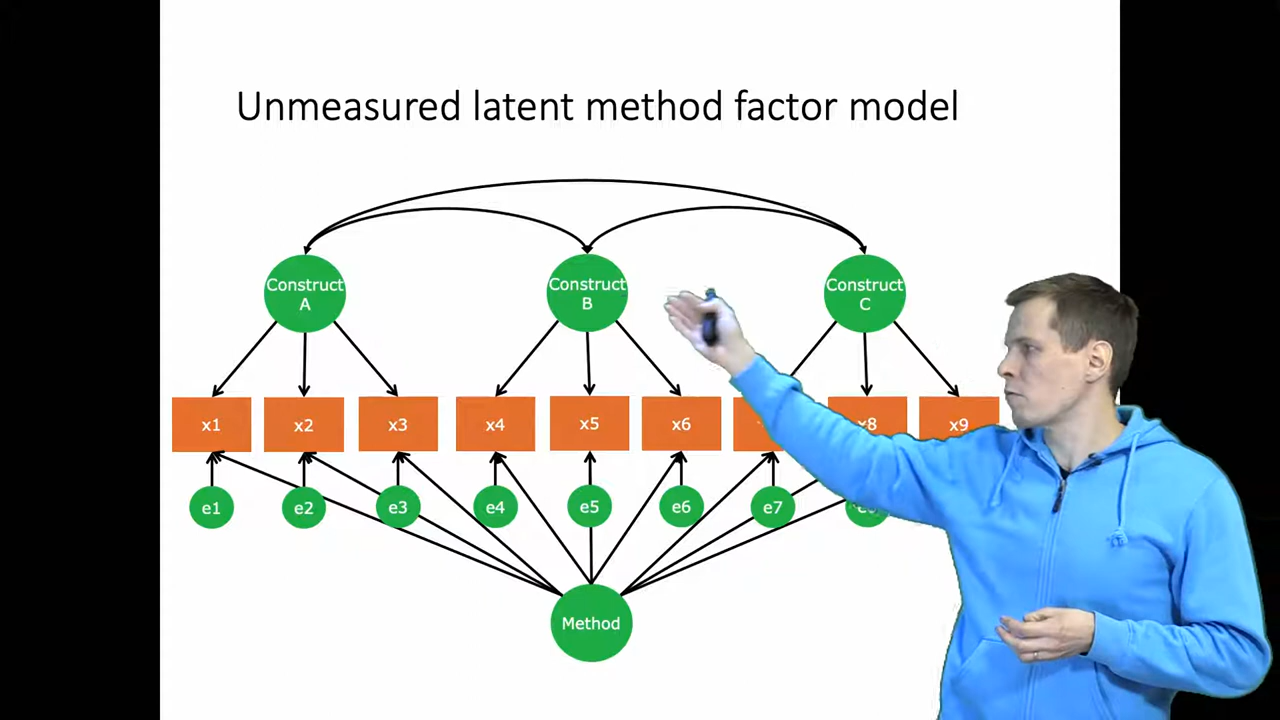 Unmeasured latent method factor model
Construct
A
Construct
B
Construct
C
x1 x2 x3 x4 x5 x6 x8 x9
e1 e2 e3 e4 e5 e6 e7
Method